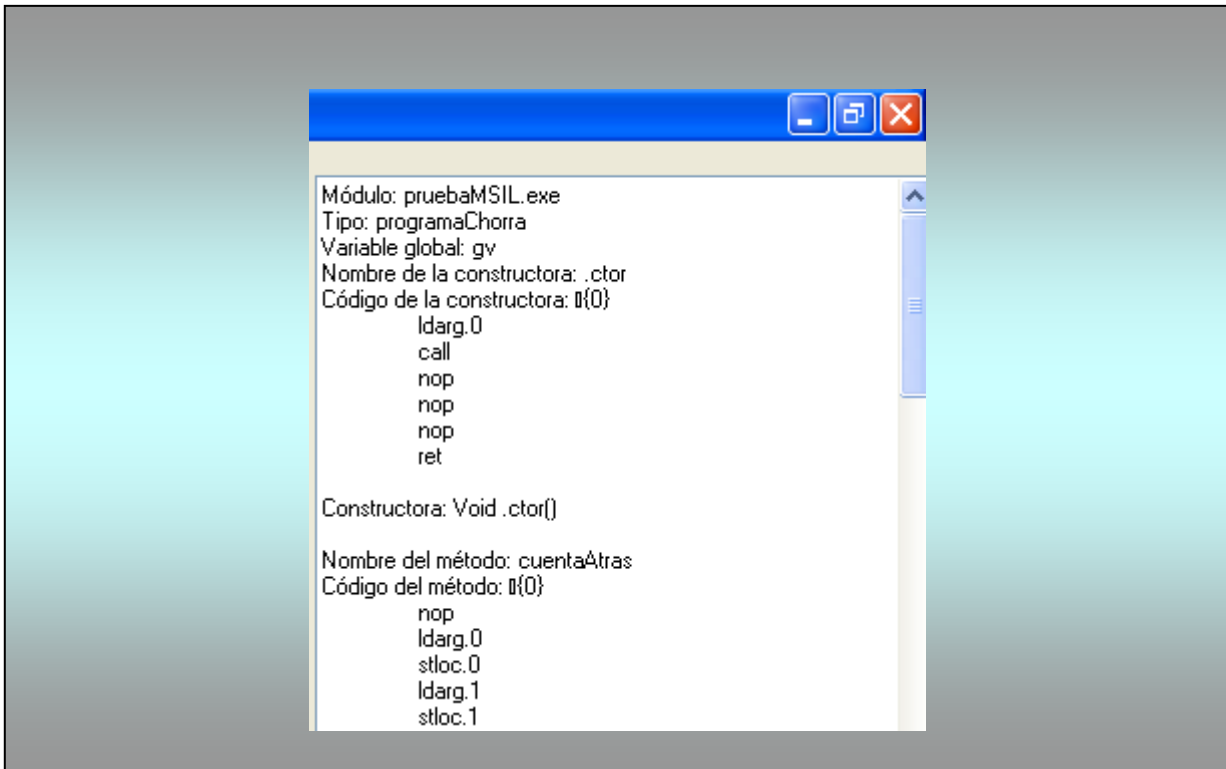 Módulo: pruebaMSIL.exe
Tipo: programaChorra
Variable global: gv
Nombre de la constructora: .ctor
Código de la constructora: ▯{0}
ldarg.0
call
nop
nop
nop
ret
Constructora: Void .ctor()
Nombre del método: cuentaAtras
Código del método: ▯{0}
nop
ldarg.0
stloc.0
ldarg.1
stloc.1